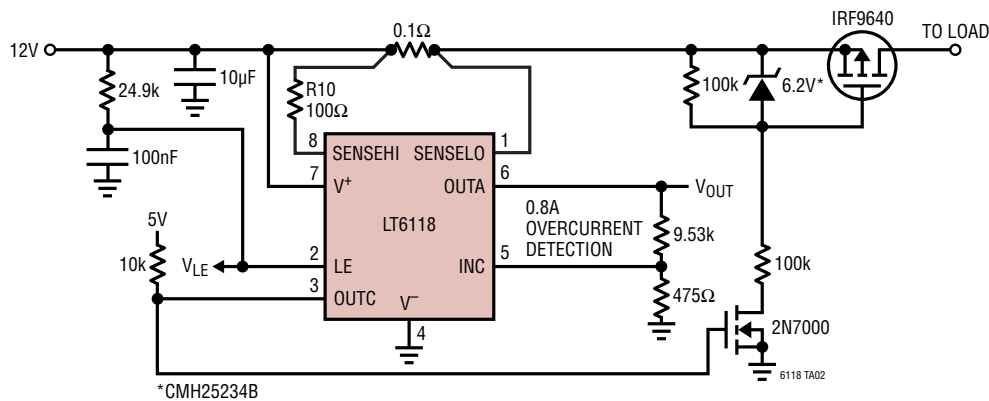 IRF9640
0.1Ω
TO LOAD
12V
24.9k
10µF
R10
100Ω
100k
6.2V*
100nF
8
SENSEHI
SENSELO
1
7
V+
OUTA
6
VOUT
LT6118
0.8A
OVERCURRENT
DETECTION
9.53k
5V
10k
VLE
2
LE
INC
5
100k
3
OUTC
V–
475Ω
4
2N7000
6118 TA02
*CMH25234B